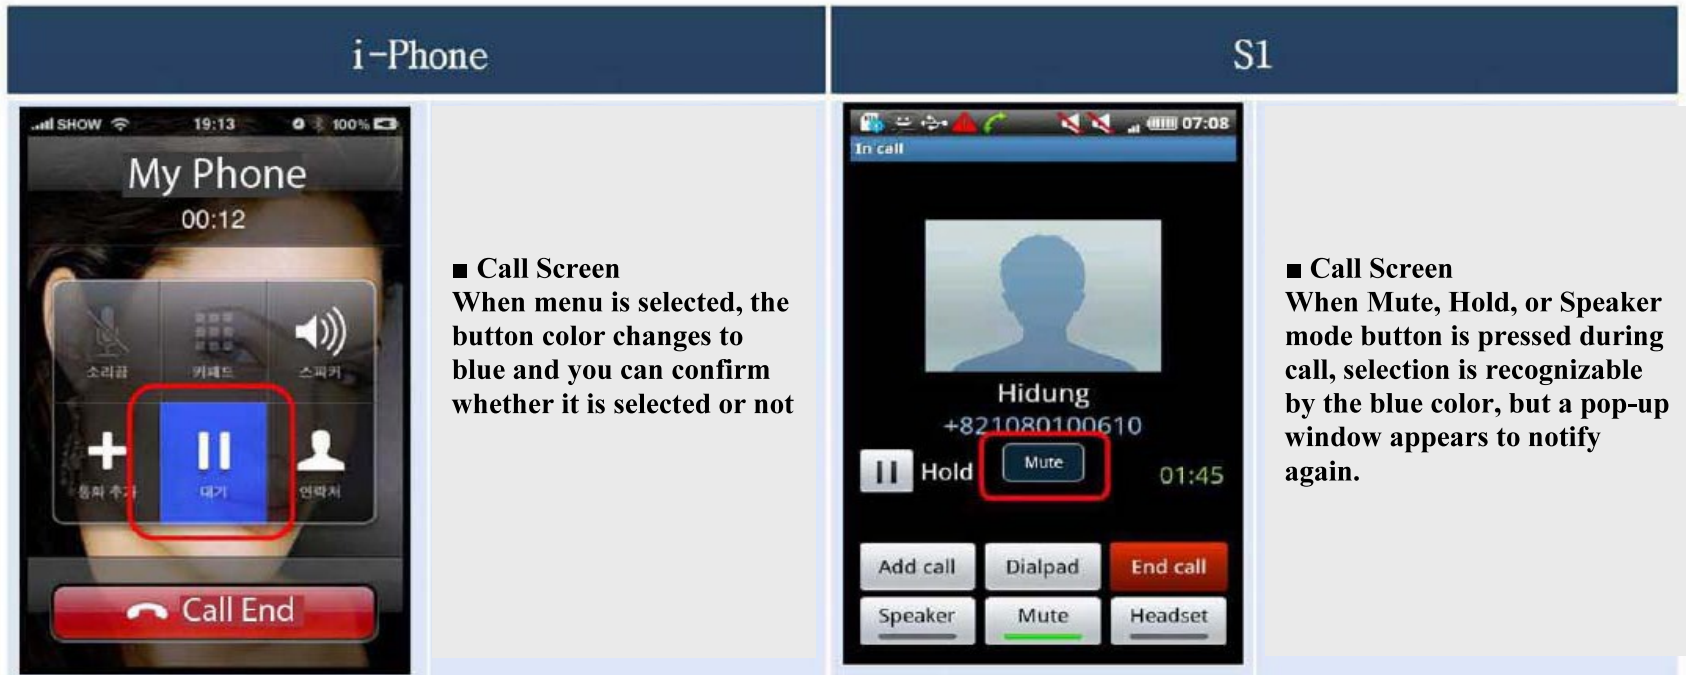 i-Phone
S1
SHOW 19:13 100%
My Phone
00:12
소리끔 키패드 스피커
통화 추가 대기 연락처
Call End
■ Call Screen
When menu is selected, the
button color changes to
blue and you can confirm
whether it is selected or not
07:08
In call
Hidung
+821080100610
Hold Mute 01:45
Add call Dialpad End call
Speaker Mute Headset
■ Call Screen
When Mute, Hold, or Speaker
mode button is pressed during
call, selection is recognizable
by the blue color, but a pop-up
window appears to notify
again.